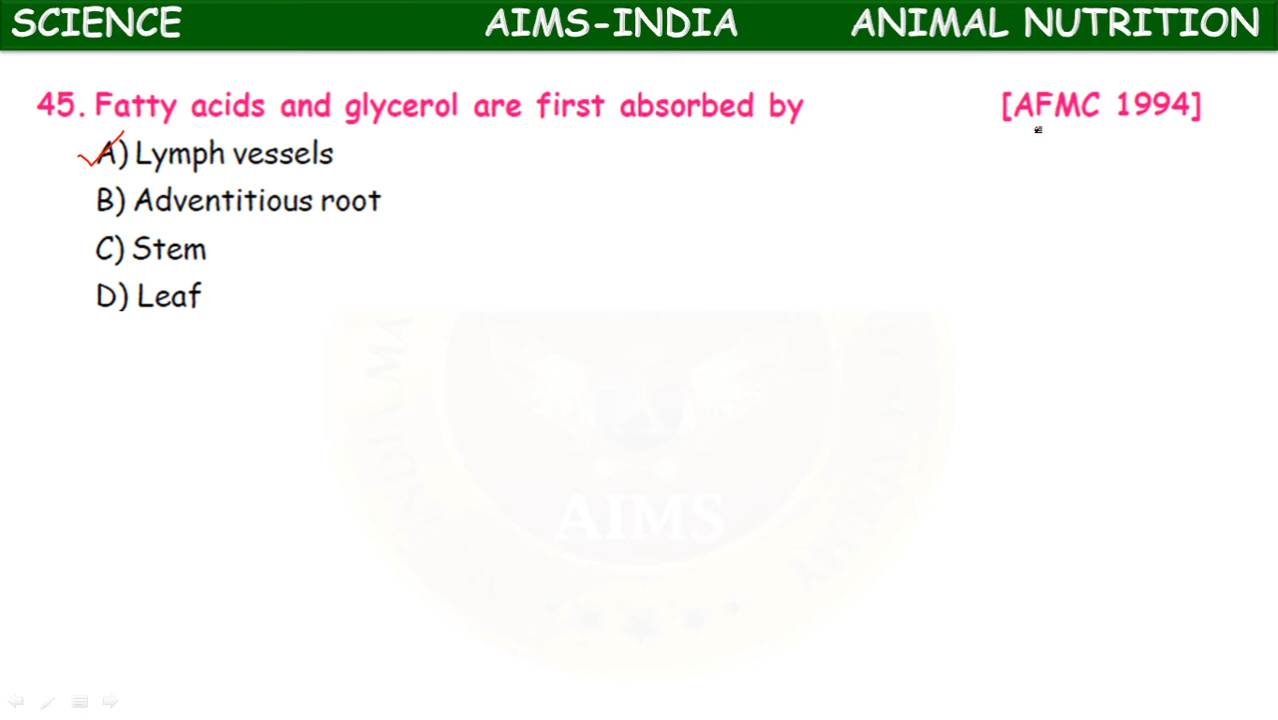 SCIENCE AIMS-INDIA ANIMAL NUTRITION
45. Fatty acids and glycerol are first absorbed by [AFMC 1994]
A) Lymph vessels
B) Adventitious root
C) Stem
D) Leaf
AIMS